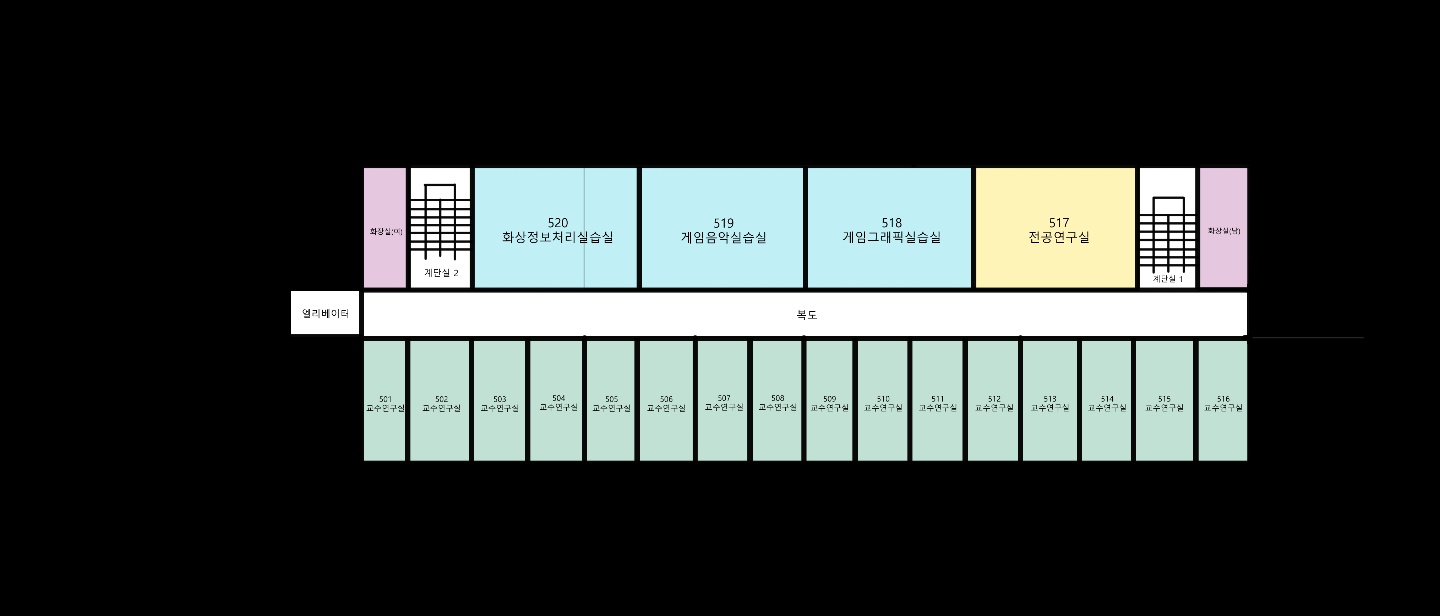 520
화상정보처리실습실
519
게임음악실습실
518
게임그래픽실습실
517
전공연구실
화장실(여)
계단실 2
계단실 1
화장실(남)
엘리베이터
복도
501
교수연구실
502
교수연구실
503
교수연구실
504
교수연구실
505
교수연구실
506
교수연구실
507
교수연구실
508
교수연구실
509
교수연구실
510
교수연구실
511
교수연구실
512
교수연구실
513
교수연구실
514
교수연구실
515
교수연구실
516
교수연구실